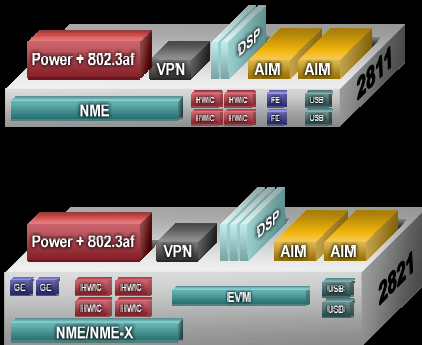 Power + 802.3af
VPN
DSP
AIM
AIM
2811
NME
HWIC
HWIC
FE
USB
HWIC
HWIC
FE
USB
Power + 802.3af
VPN
DSP
AIM
AIM
2821
GE
GE
HWIC
HWIC
HWIC
HWIC
EVM
USB
USB
NME/NME-X